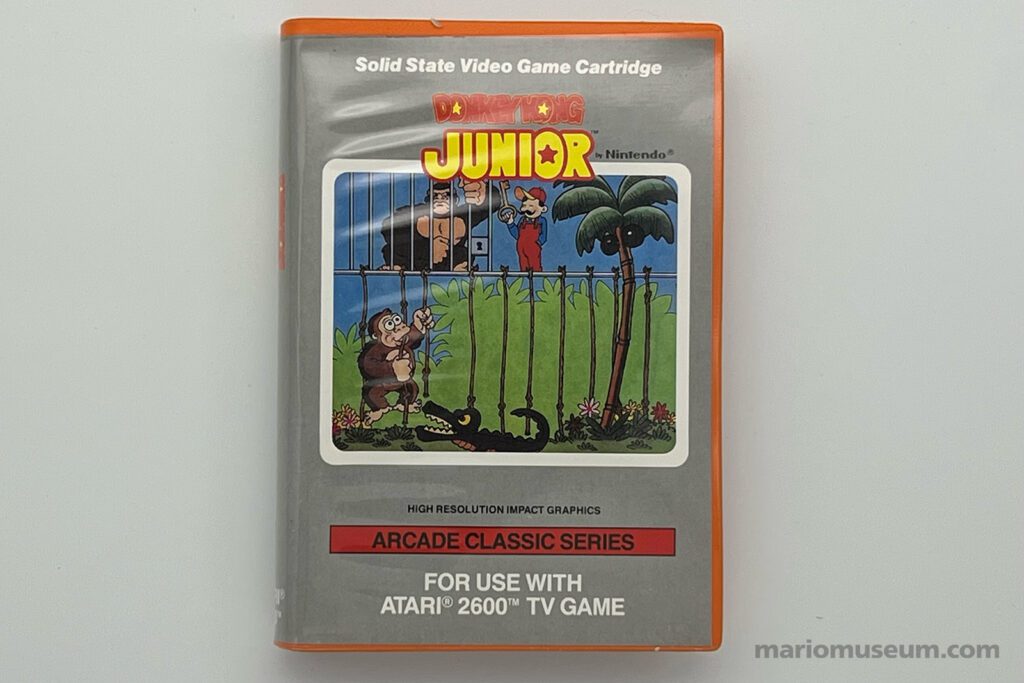 Solid State Video Game Cartridge
DONKEY KONG
JUNIOR™
by Nintendo®
HIGH RESOLUTION IMPACT GRAPHICS
ARCADE CLASSIC SERIES
FOR USE WITH
ATARI® 2600™ TV GAME
mariomuseum.com